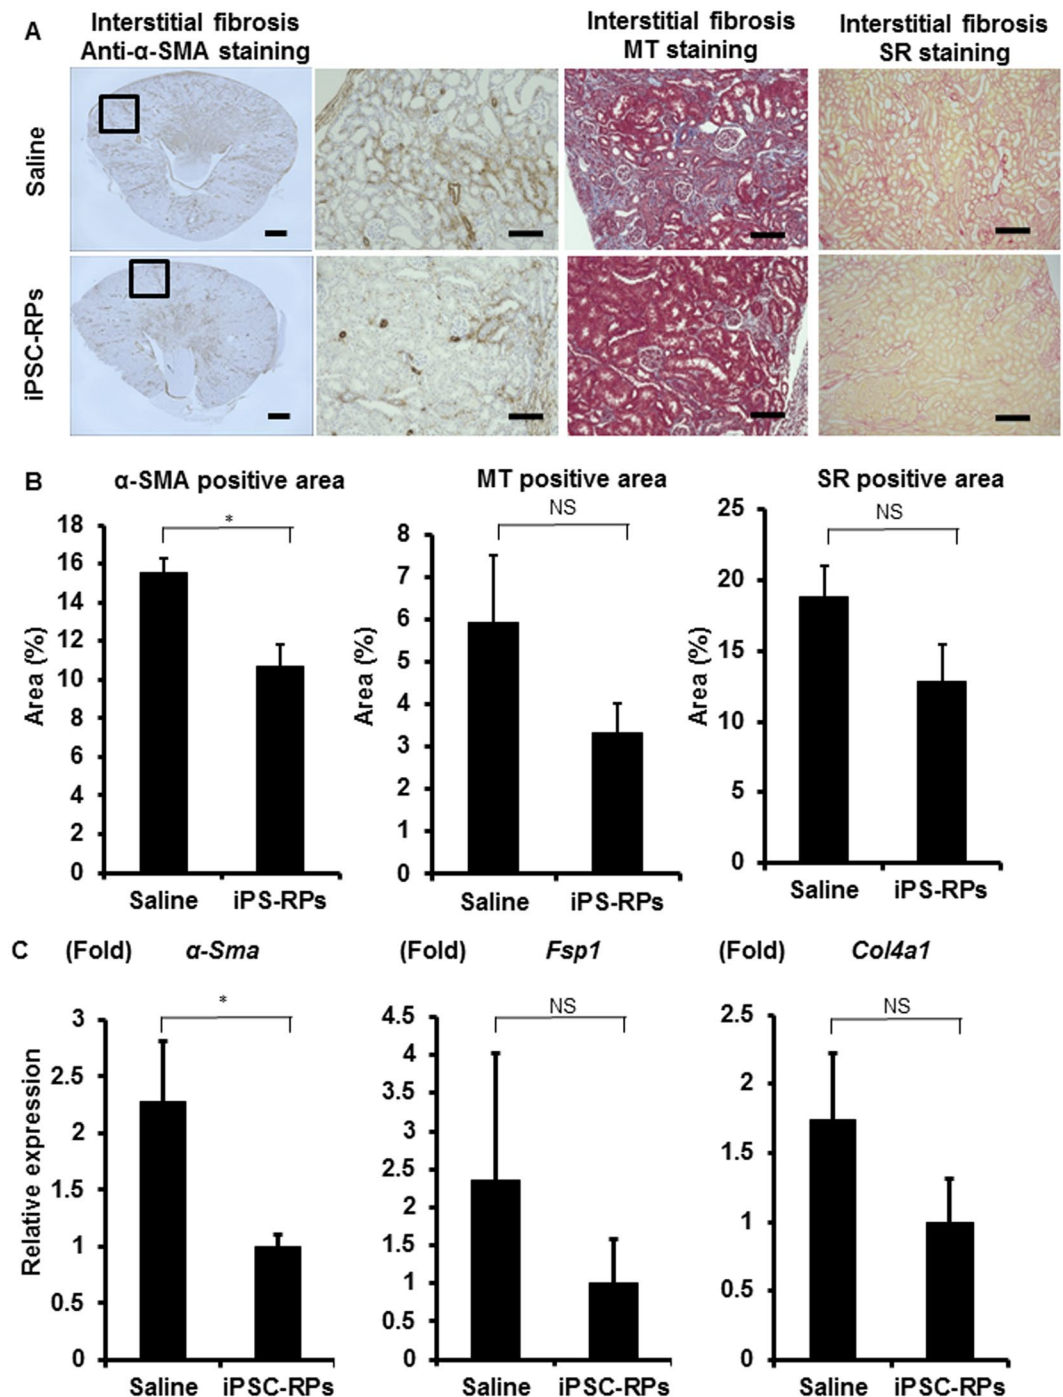 A
Interstitial fibrosis
Anti-α-SMA staining
Interstitial fibrosis
MT staining
Interstitial fibrosis
SR staining
Saline
iPSC-RPs
B
α-SMA positive area
MT positive area
SR positive area
Area (%)
18
16
14
12
10
8
6
4
2
0
*
Saline
iPS-RPs
Area (%)
8
7
6
5
4
3
2
1
0
NS
Saline
iPS-RPs
Area (%)
25
20
15
10
5
0
NS
Saline
iPS-RPs
C
(Fold)
α-Sma
(Fold)
Fsp1
(Fold)
Col4a1
Relative expression
3
2.5
2
1.5
1
0.5
0
*
Saline
iPSC-RPs
4.5
4
3.5
3
2.5
2
1.5
1
0.5
0
NS
Saline
iPSC-RPs
2.5
2
1.5
1
0.5
0
NS
Saline
iPSC-RPs